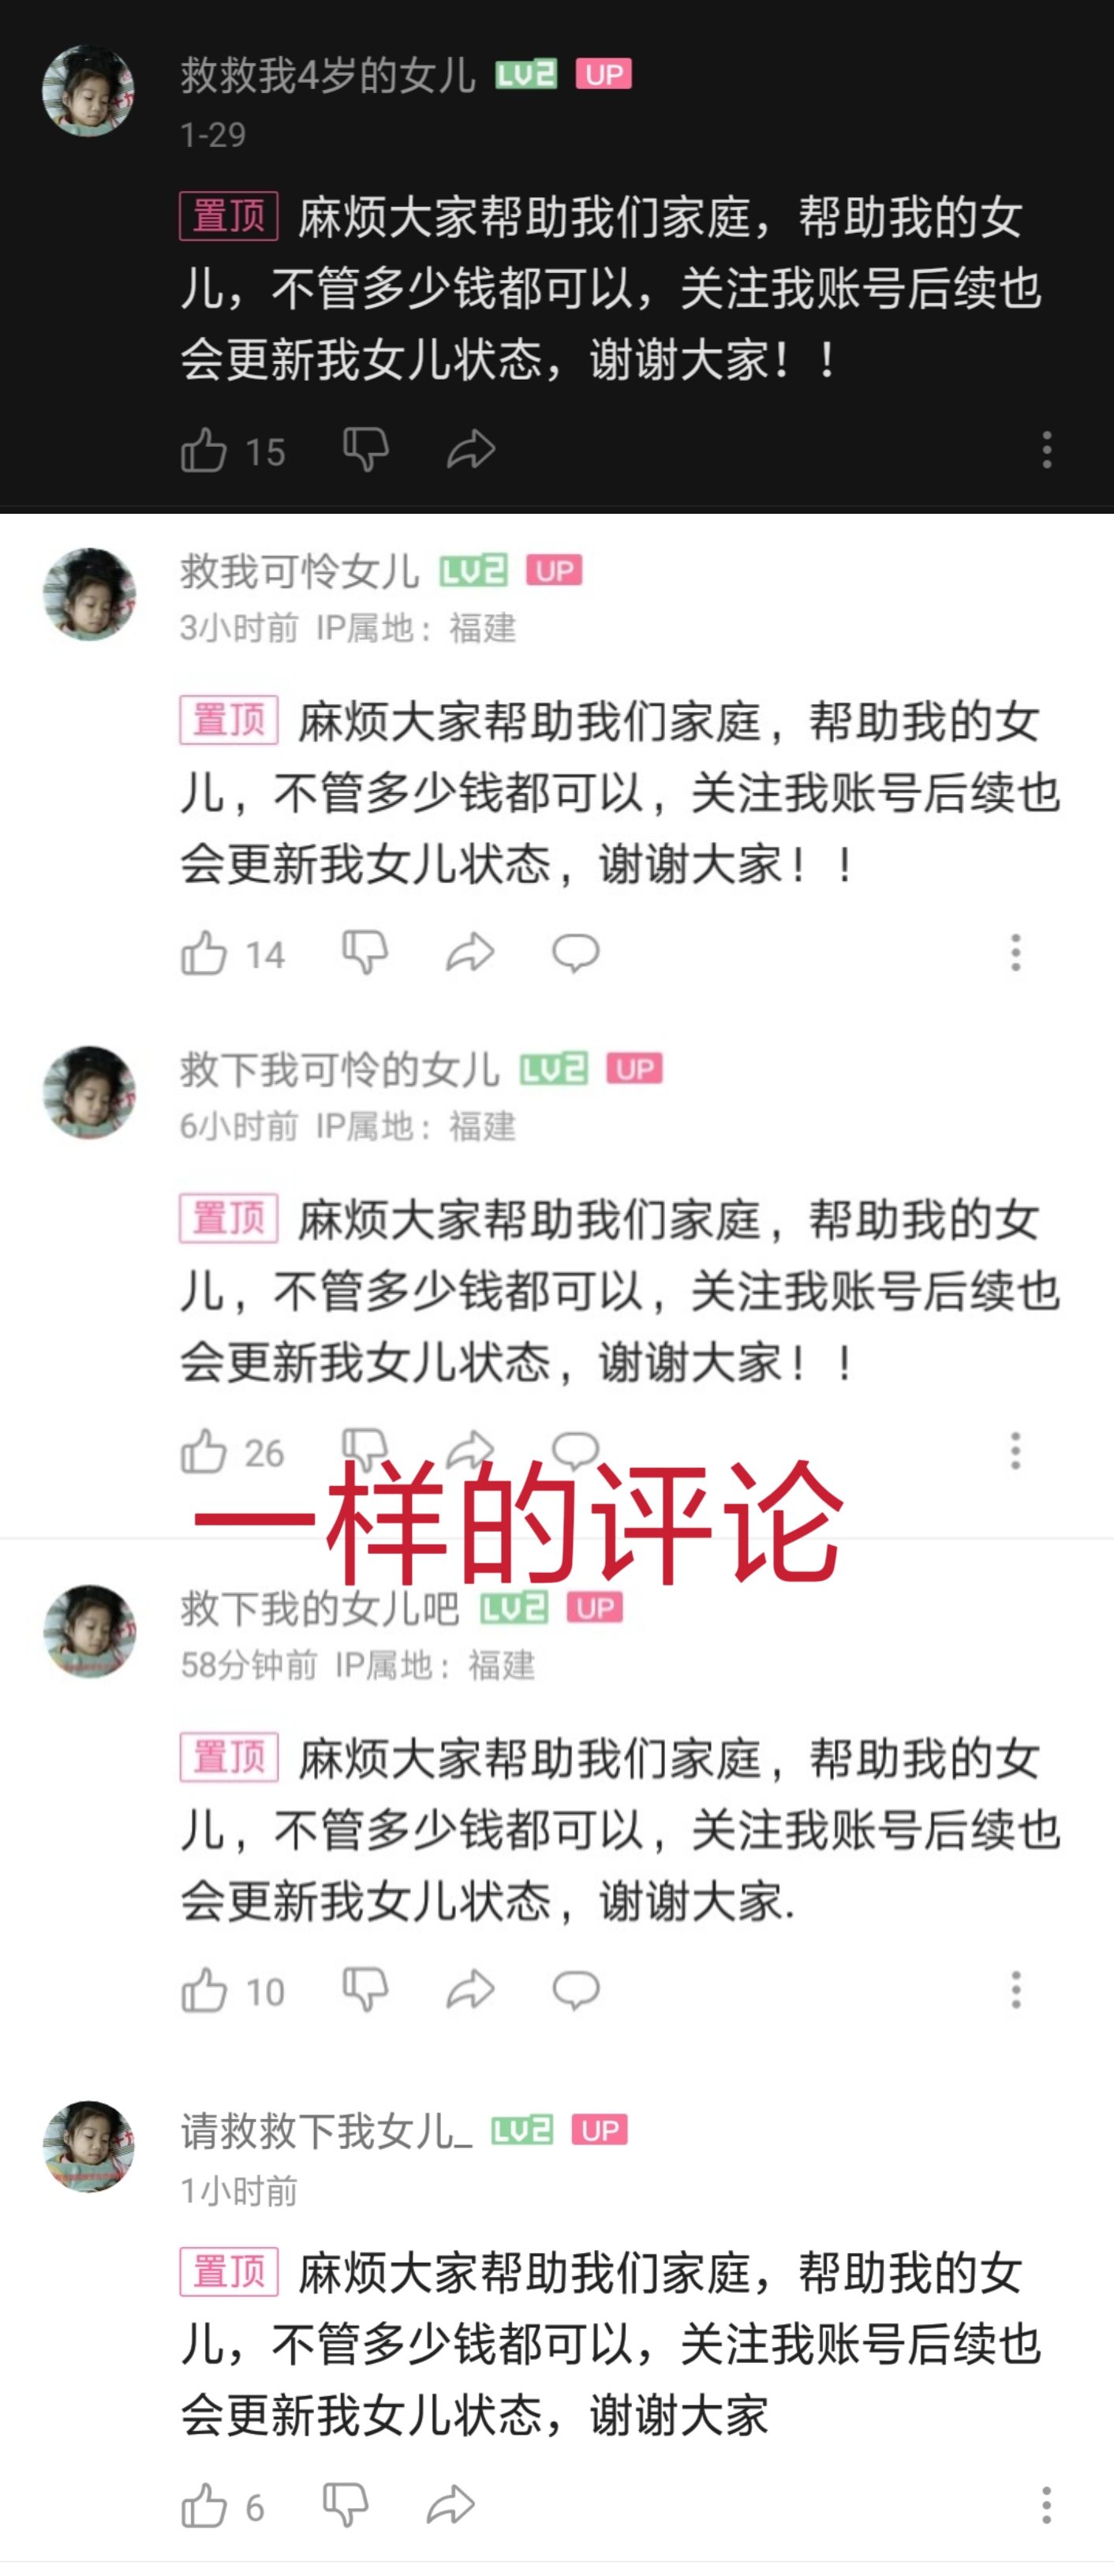 救救我4岁的女儿 LV2 UP
1-29
置顶 麻烦大家帮助我们家庭，帮助我的女
儿，不管多少钱都可以，关注我账号后续也
会更新我女儿状态，谢谢大家！！
15
救我可怜女儿 LV2 UP
3小时前 IP属地：福建
置顶 麻烦大家帮助我们家庭，帮助我的女
儿，不管多少钱都可以，关注我账号后续也
会更新我女儿状态，谢谢大家！！
14
救下我可怜的女儿 LV2 UP
6小时前 IP属地：福建
置顶 麻烦大家帮助我们家庭，帮助我的女
儿，不管多少钱都可以，关注我账号后续也
会更新我女儿状态，谢谢大家！！
26
一样的评论
救下我的女儿吧 LV2 UP
58分钟前 IP属地：福建
置顶 麻烦大家帮助我们家庭，帮助我的女
儿，不管多少钱都可以，关注我账号后续也
会更新我女儿状态，谢谢大家.
10
请救救下我女儿_ LV2 UP
1小时前
置顶 麻烦大家帮助我们家庭，帮助我的女
儿，不管多少钱都可以，关注我账号后续也
会更新我女儿状态，谢谢大家
6